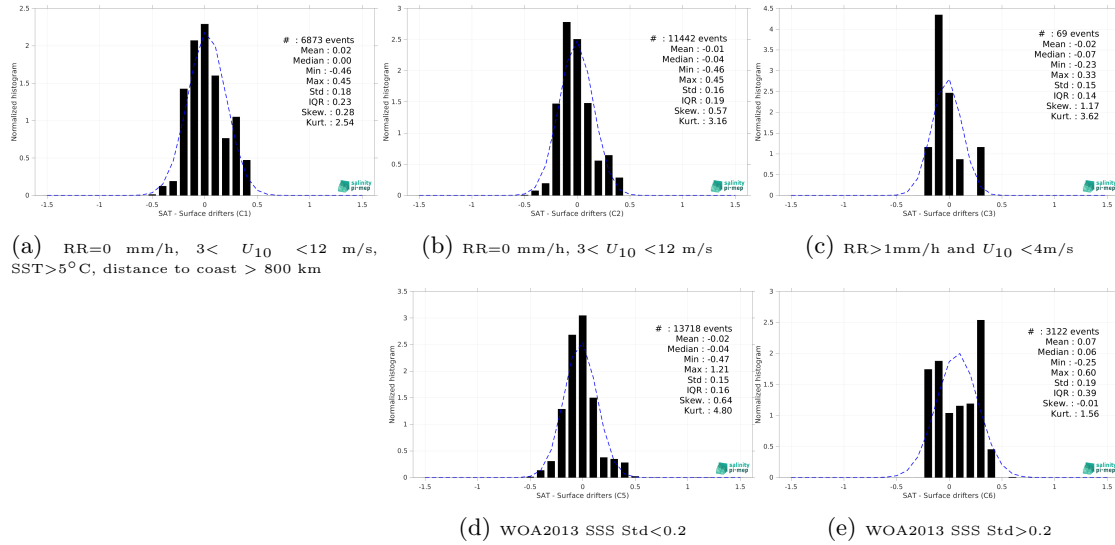 2.5
2
1.5
1
0.5
0
-1.5 -1 -0.5 0 0.5 1 1.5
Normalized histogram
SAT - Surface drifters (C1)
# : 6873 events
Mean : 0.02
Median : 0.00
Min : -0.46
Max : 0.45
Std : 0.18
IQR : 0.23
Skew. : 0.28
Kurt. : 2.54
salinity
pi-mep
(a) RR=0 mm/h, 3< U10 <12 m/s,
SST>5°C, distance to coast > 800 km
3
2.5
2
1.5
1
0.5
0
-1.5 -1 -0.5 0 0.5 1 1.5
Normalized histogram
SAT - Surface drifters (C2)
# : 11442 events
Mean : -0.01
Median : -0.04
Min : -0.46
Max : 0.45
Std : 0.16
IQR : 0.19
Skew. : 0.57
Kurt. : 3.16
salinity
pi-mep
(b) RR=0 mm/h, 3< U10 <12 m/s
4.5
4
3.5
3
2.5
2
1.5
1
0.5
0
-1.5 -1 -0.5 0 0.5 1 1.5
Normalized histogram
SAT - Surface drifters (C3)
# : 69 events
Mean : -0.02
Median : -0.07
Min : -0.23
Max : 0.33
Std : 0.15
IQR : 0.14
Skew. : 1.17
Kurt. : 3.62
salinity
pi-mep
(c) RR>1mm/h and U10 <4m/s
3.5
3
2.5
2
1.5
1
0.5
0
-1.5 -1 -0.5 0 0.5 1 1.5
Normalized histogram
SAT - Surface drifters (C5)
# : 13718 events
Mean : -0.02
Median : -0.04
Min : -0.47
Max : 1.21
Std : 0.15
IQR : 0.16
Skew. : 0.64
Kurt. : 4.80
salinity
pi-mep
(d) WOA2013 SSS Std<0.2
3
2.5
2
1.5
1
0.5
0
-1.5 -1 -0.5 0 0.5 1 1.5
Normalized histogram
SAT - Surface drifters (C6)
# : 3122 events
Mean : 0.07
Median : 0.06
Min : -0.25
Max : 0.60
Std : 0.19
IQR : 0.39
Skew. : -0.01
Kurt. : 1.56
salinity
pi-mep
(e) WOA2013 SSS Std>0.2